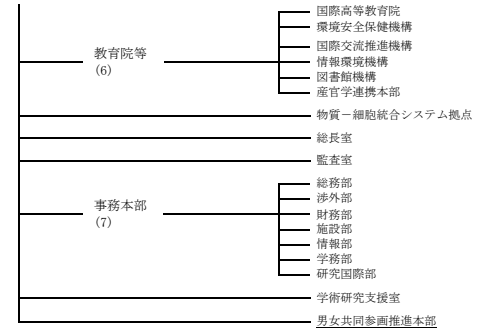 教育院等
(6)
国際高等教育院
環境安全保健機構
国際交流推進機構
情報環境機構
図書館機構
産官学連携本部
物質－細胞統合システム拠点
総長室
監査室
事務本部
(7)
総務部
渉外部
財務部
施設部
情報部
学務部
研究国際部
学術研究支援室
男女共同参画推進本部